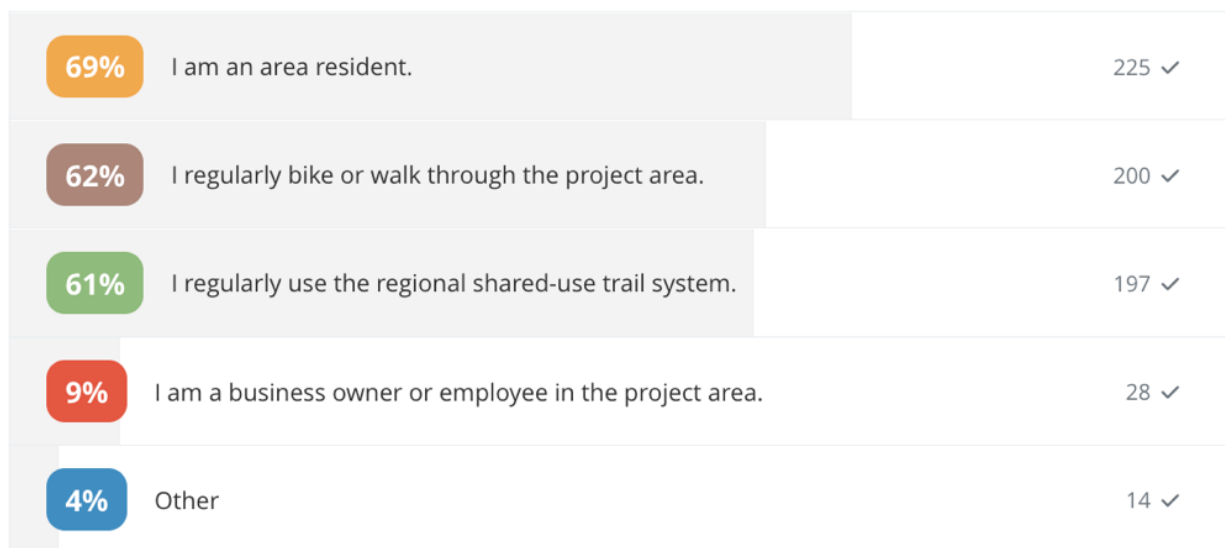 69% I am an area resident. 225 ✓
62% I regularly bike or walk through the project area. 200 ✓
61% I regularly use the regional shared-use trail system. 197 ✓
9% I am a business owner or employee in the project area. 28 ✓
4% Other 14 ✓